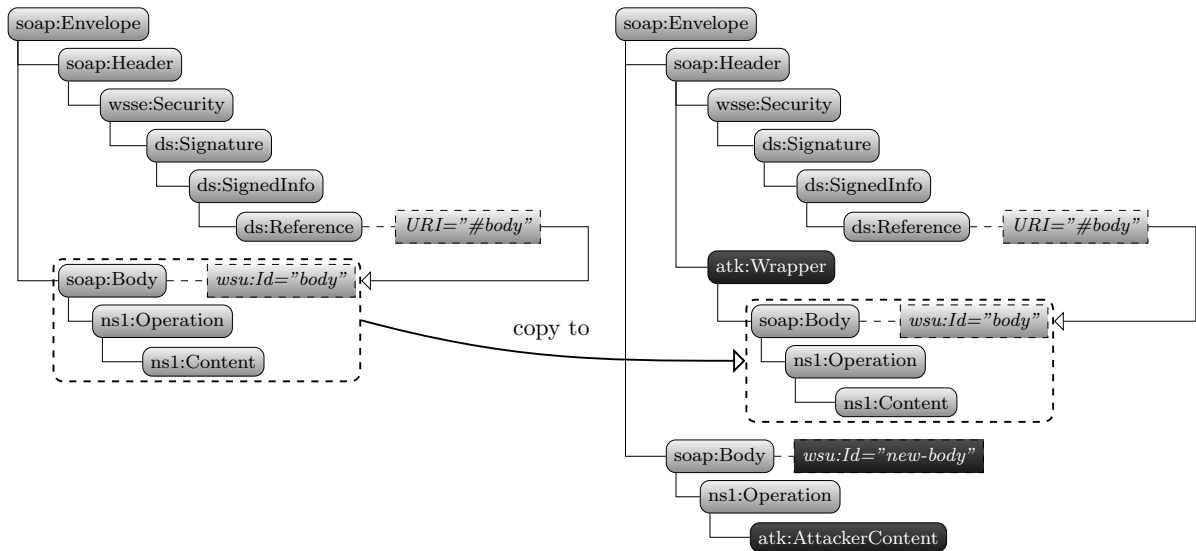 soap:Envelope
soap:Header
wsse:Security
ds:Signature
ds:SignedInfo
ds:Reference
URI="#body"
soap:Body
wsu:Id="body"
ns1:Operation
ns1:Content
copy to
soap:Envelope
soap:Header
wsse:Security
ds:Signature
ds:SignedInfo
ds:Reference
URI="#body"
atk:Wrapper
soap:Body
wsu:Id="body"
ns1:Operation
ns1:Content
soap:Body
wsu:Id="new-body"
ns1:Operation
atk:AttackerContent